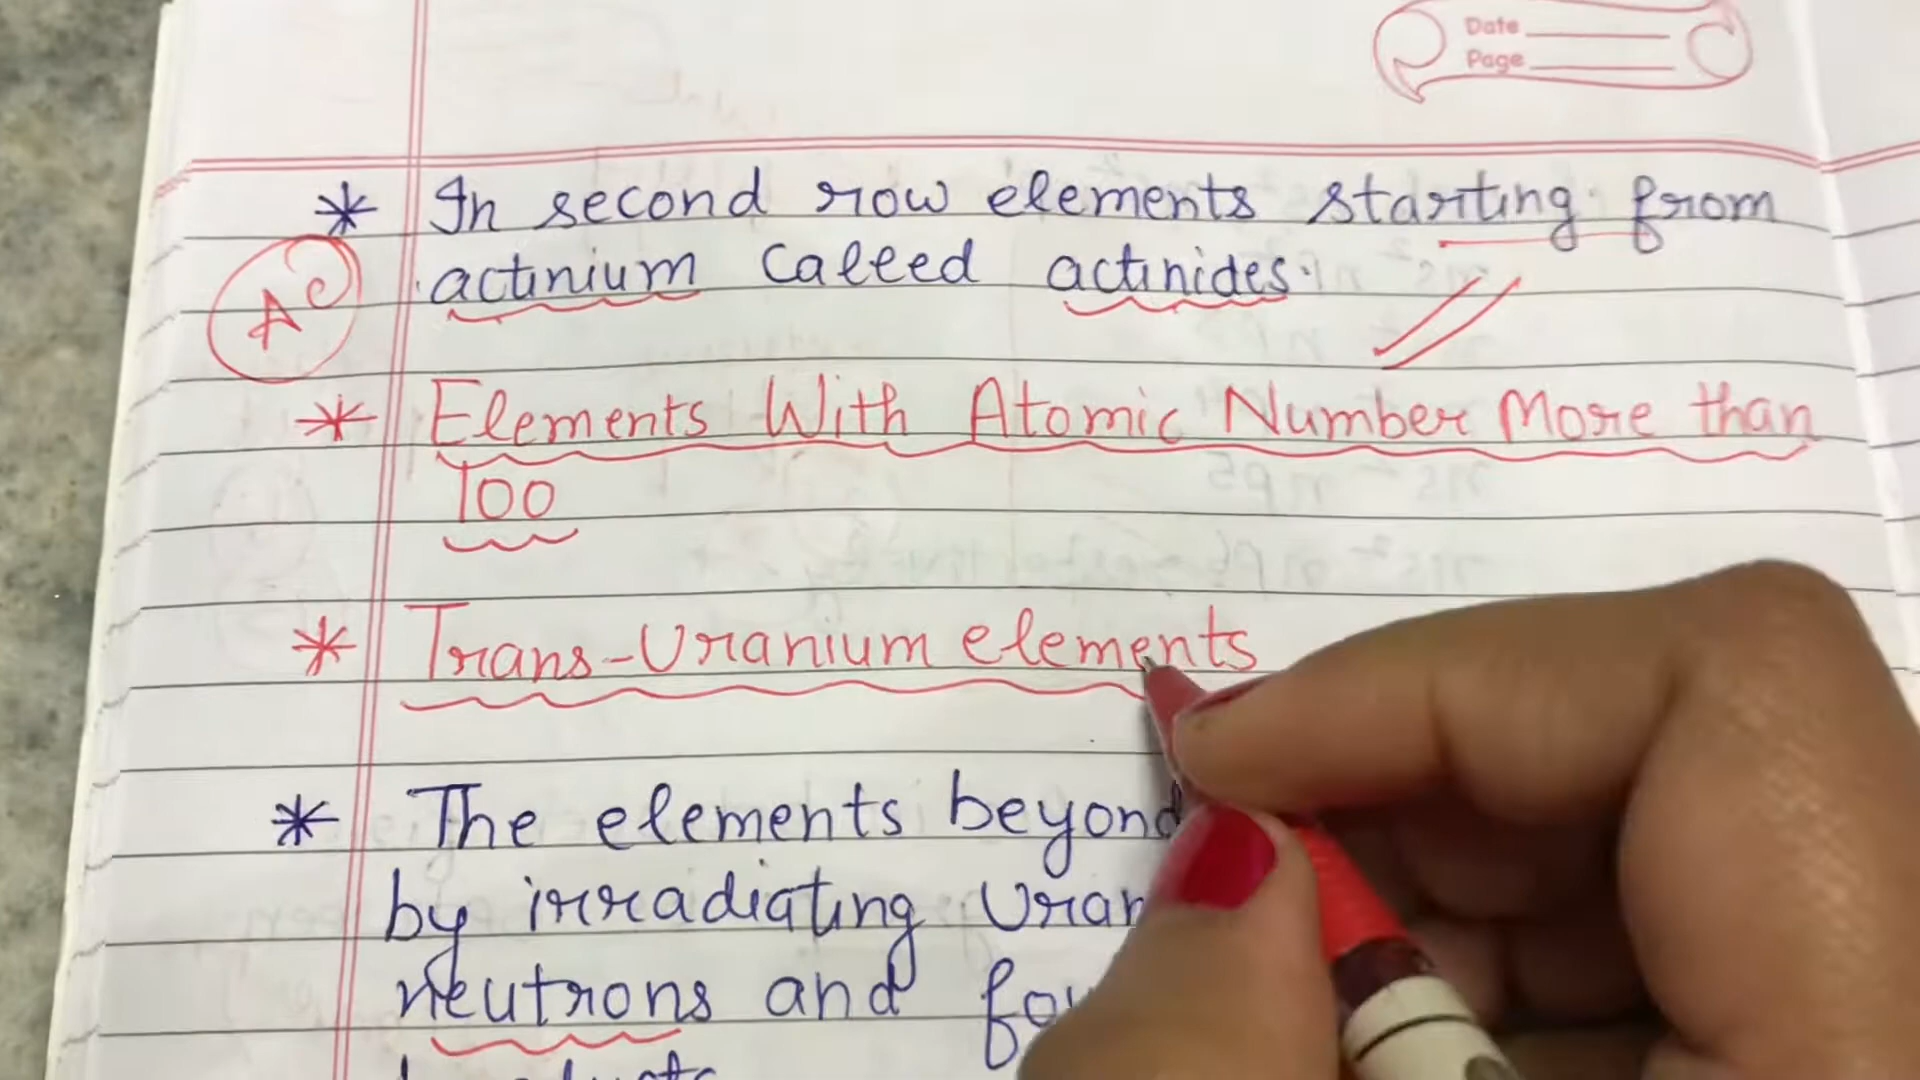 Date
Page
* In second row elements starting from
actinium called actinides.
Ac
* Elements With Atomic Number More than
100
* Trans-Uranium elements
* The elements beyond
by irradiating
neutrons and